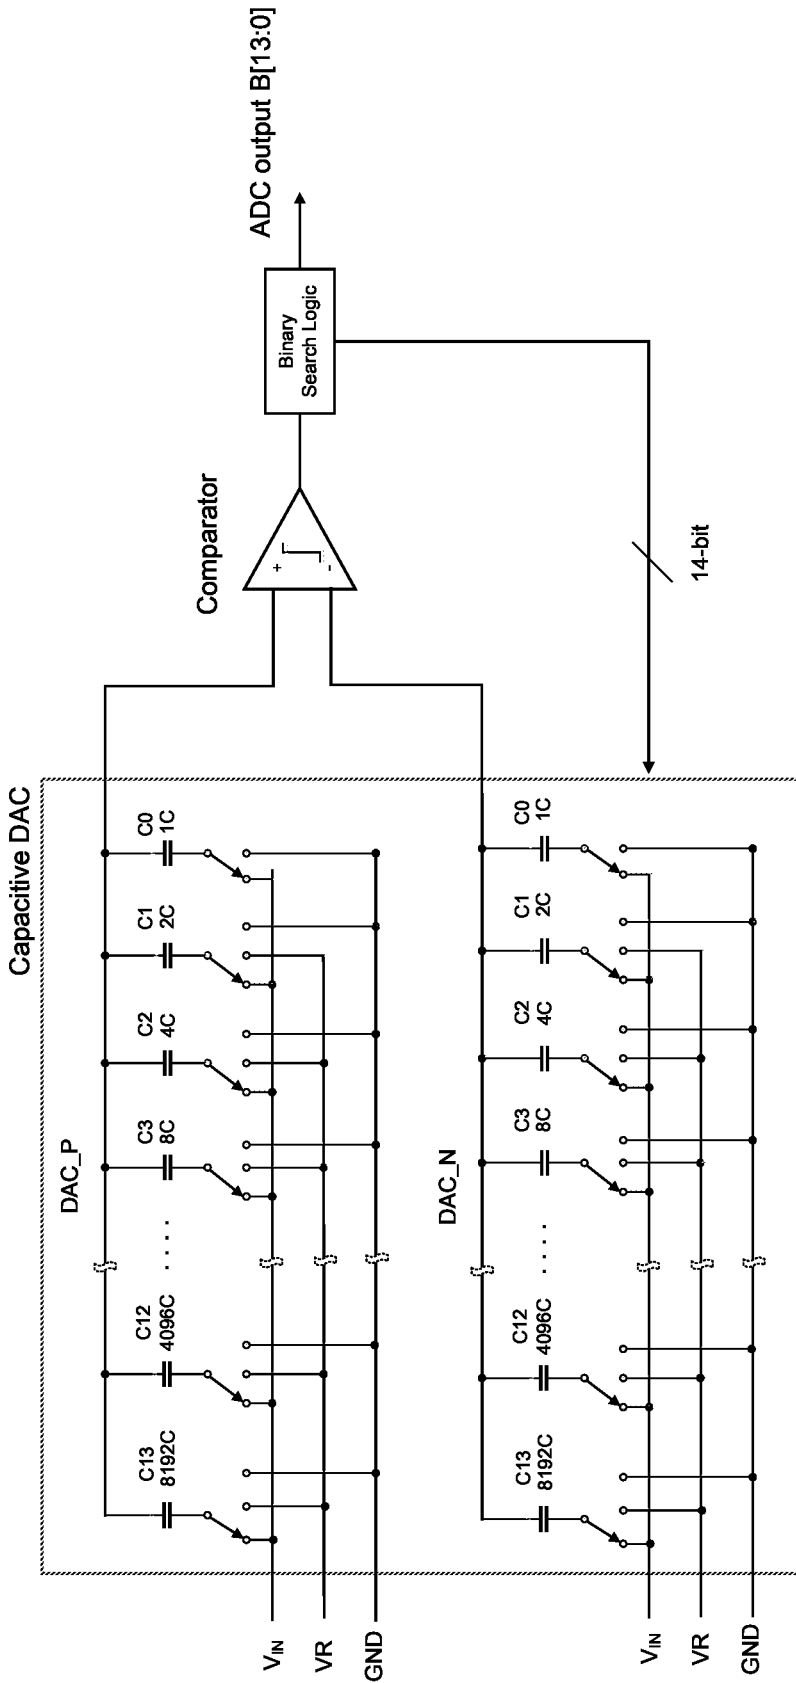 Capacitive DAC
DAC_P
C13
8192C
C12
4096C
. . . .
C3
8C
C2
4C
C1
2C
C0
1C
VIN
VR
GND
DAC_N
C13
8192C
C12
4096C
. . . .
C3
8C
C2
4C
C1
2C
C0
1C
VIN
VR
GND
Comparator
+
-
Binary
Search Logic
ADC output B[13:0]
14-bit